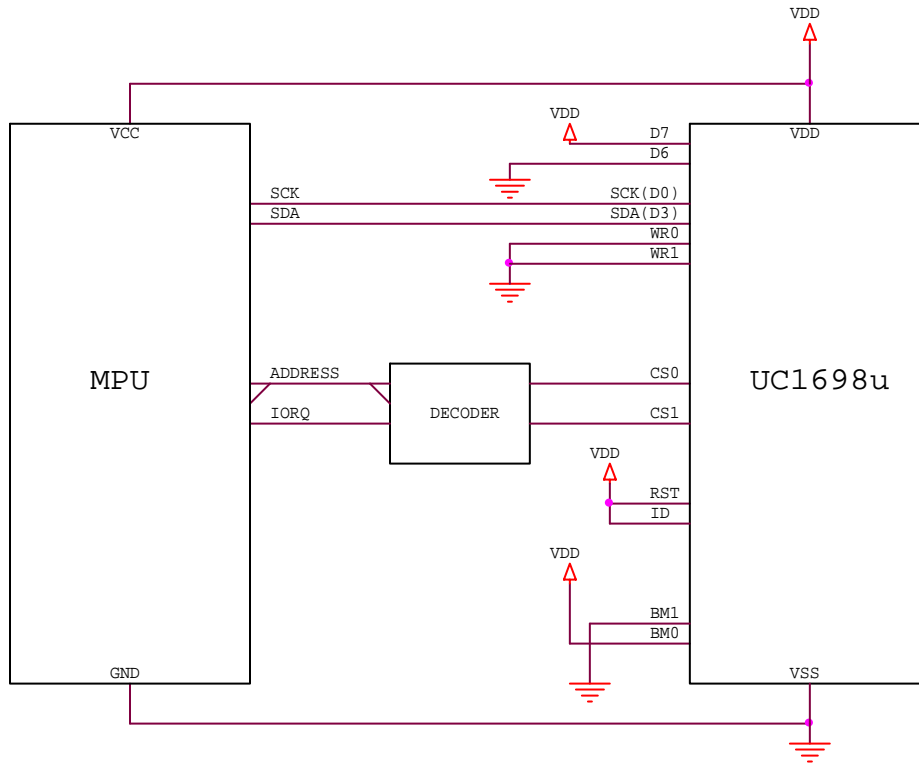 VDD
VCC
VDD
VDD
D7
D6
SCK
SCK(D0)
SDA
SDA(D3)
WR0
WR1
MPU
ADDRESS
CS0
UC1698u
IORQ
DECODER
CS1
VDD
RST
ID
VDD
BM1
BM0
GND
VSS